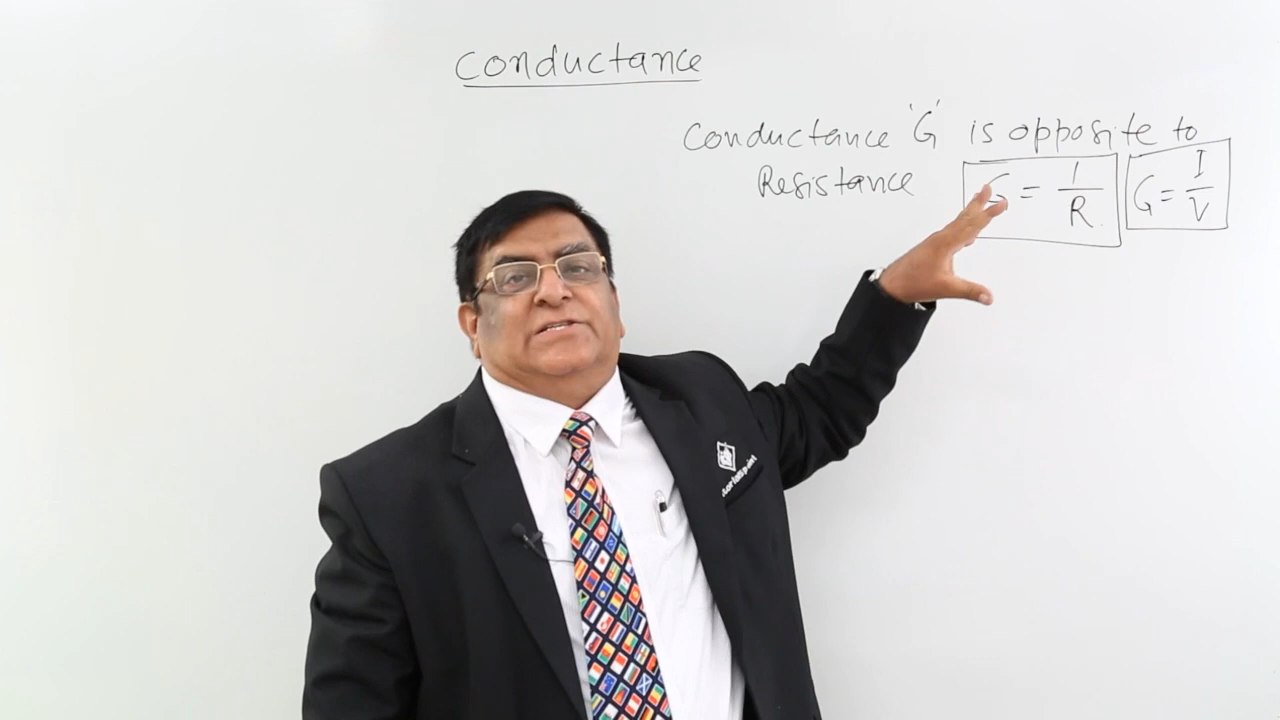 Conductance
Conductance 'G' is opposite to
Resistance G = 1/R G = I/V